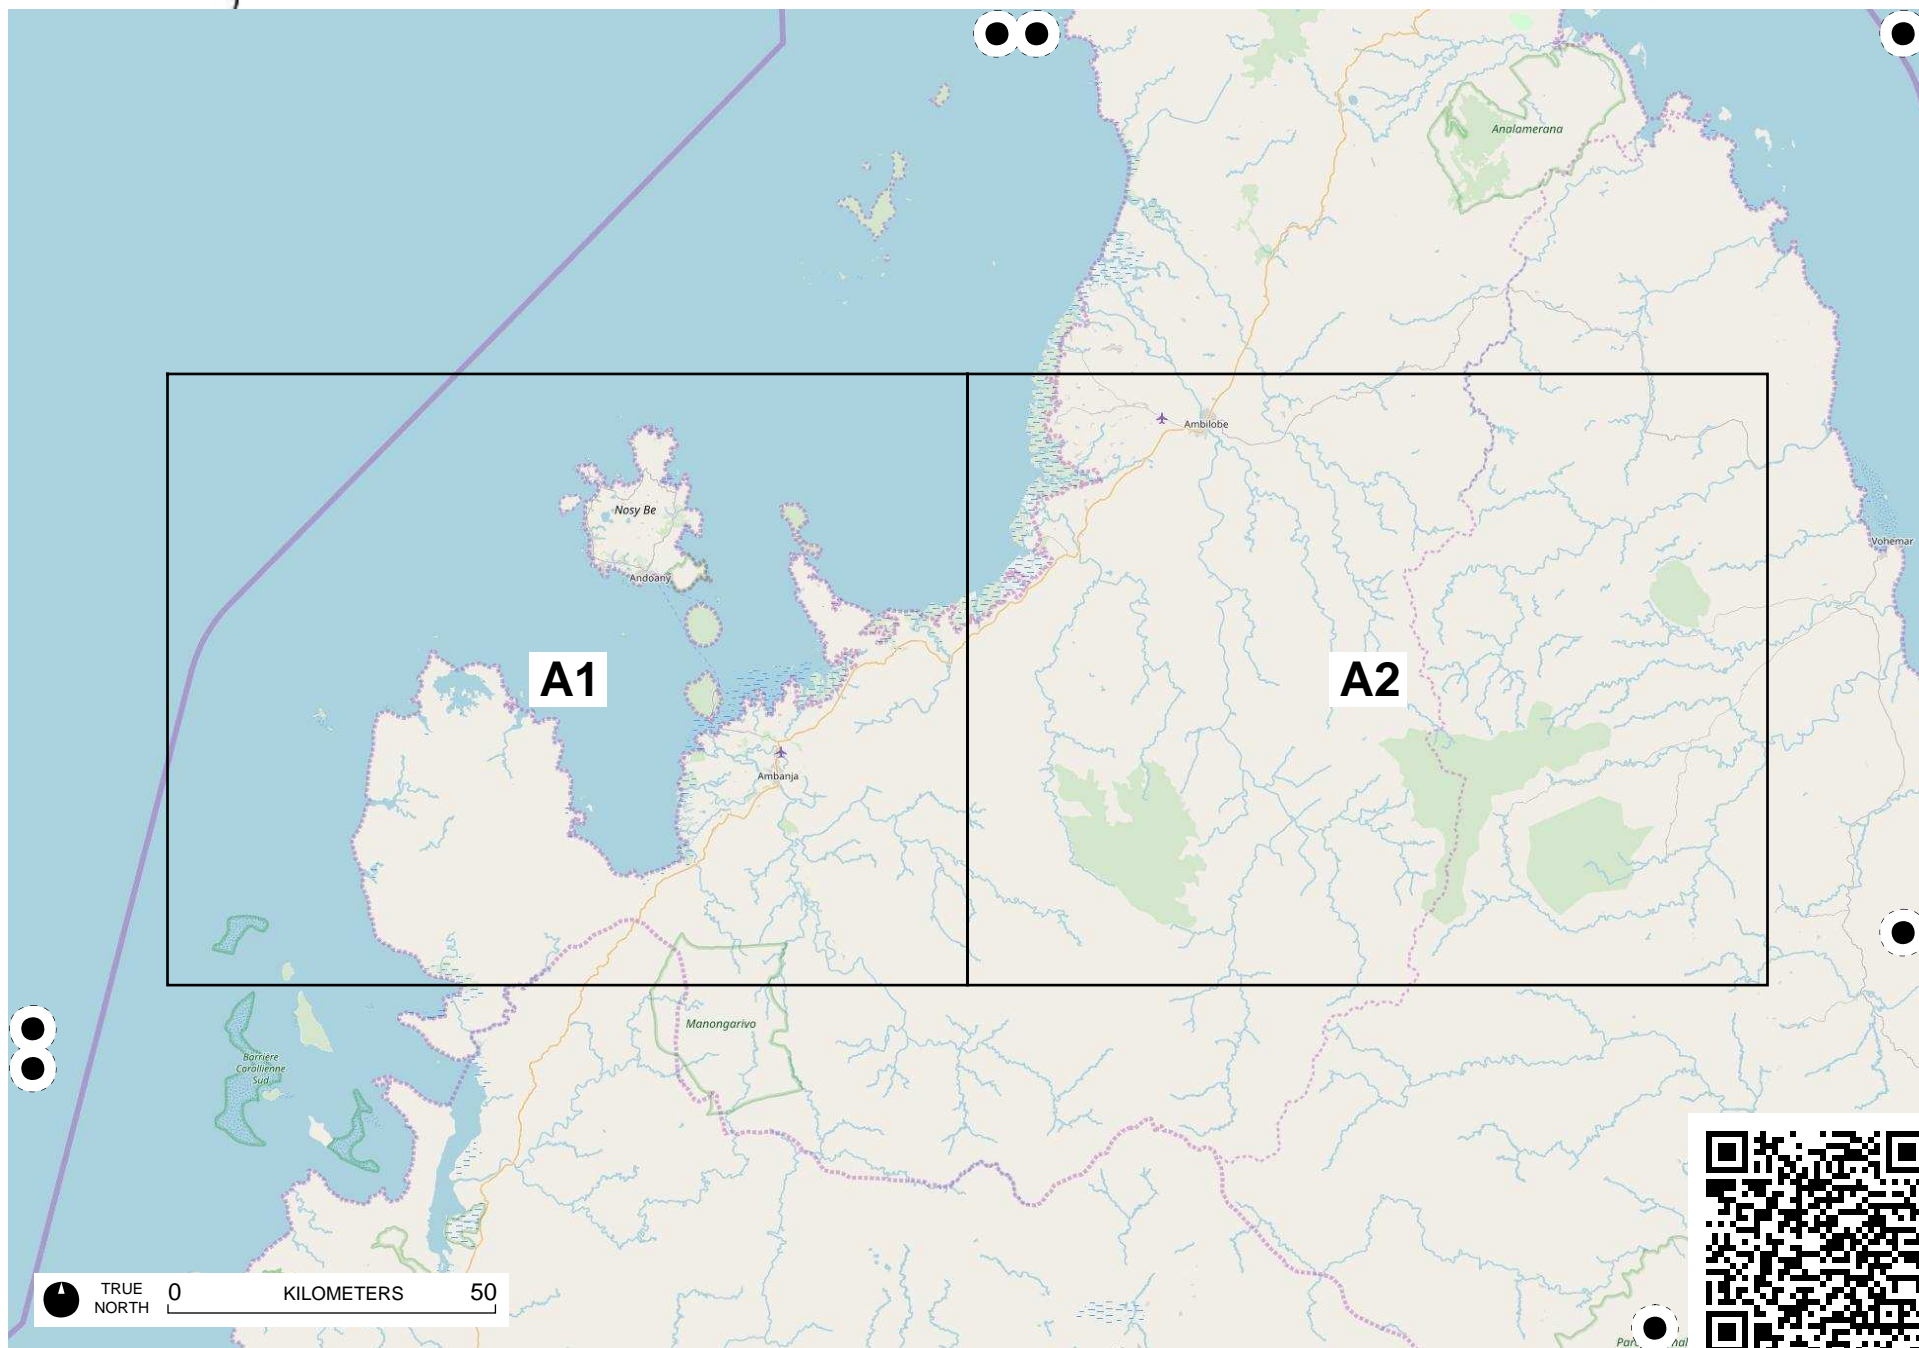 Analamerana
Ambilobe
Nosy Be
Vohemar
Andoany
A1
A2
Ambanja
Manongarivo
Barrière
Corallienne
Sud
TRUE
NORTH
0
KILOMETERS
50